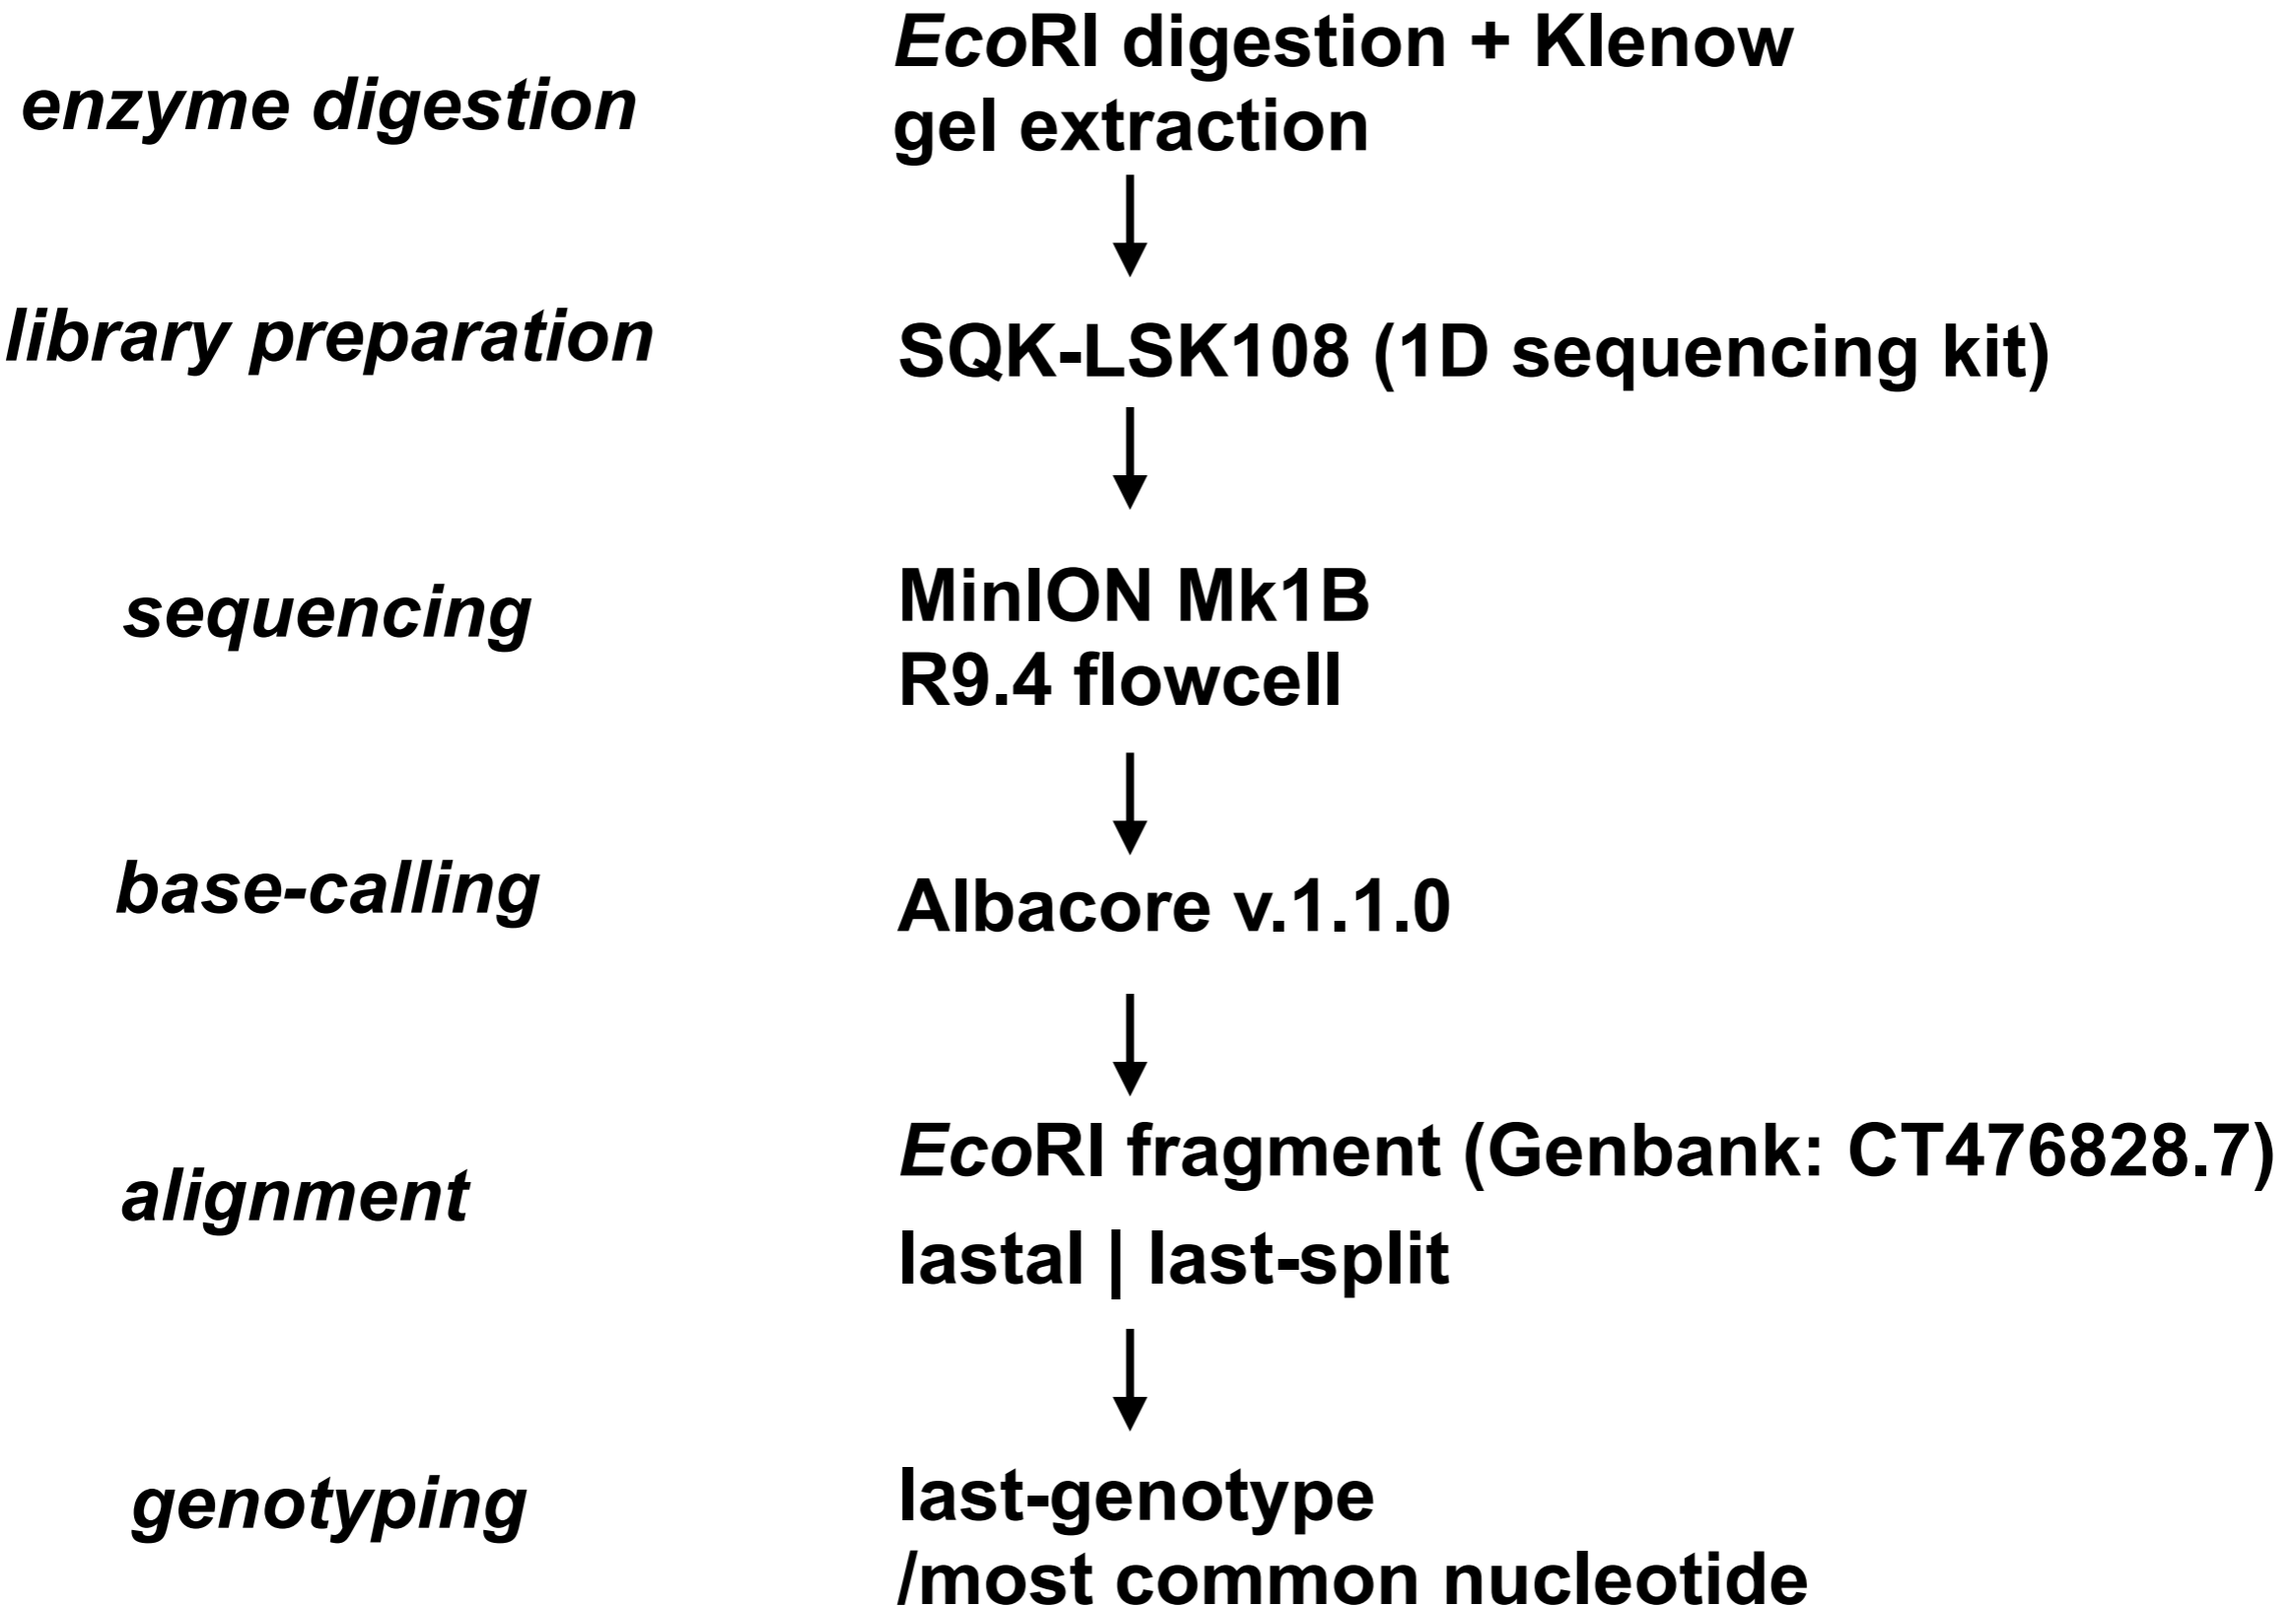 enzyme digestion
EcoRI digestion + Klenow
gel extraction
library preparation
SQK-LSK108 (1D sequencing kit)
sequencing
MinION Mk1B
R9.4 flowcell
base-calling
Albacore v.1.1.0
alignment
EcoRI fragment (Genbank: CT476828.7)
lastal | last-split
genotyping
last-genotype
/most common nucleotide